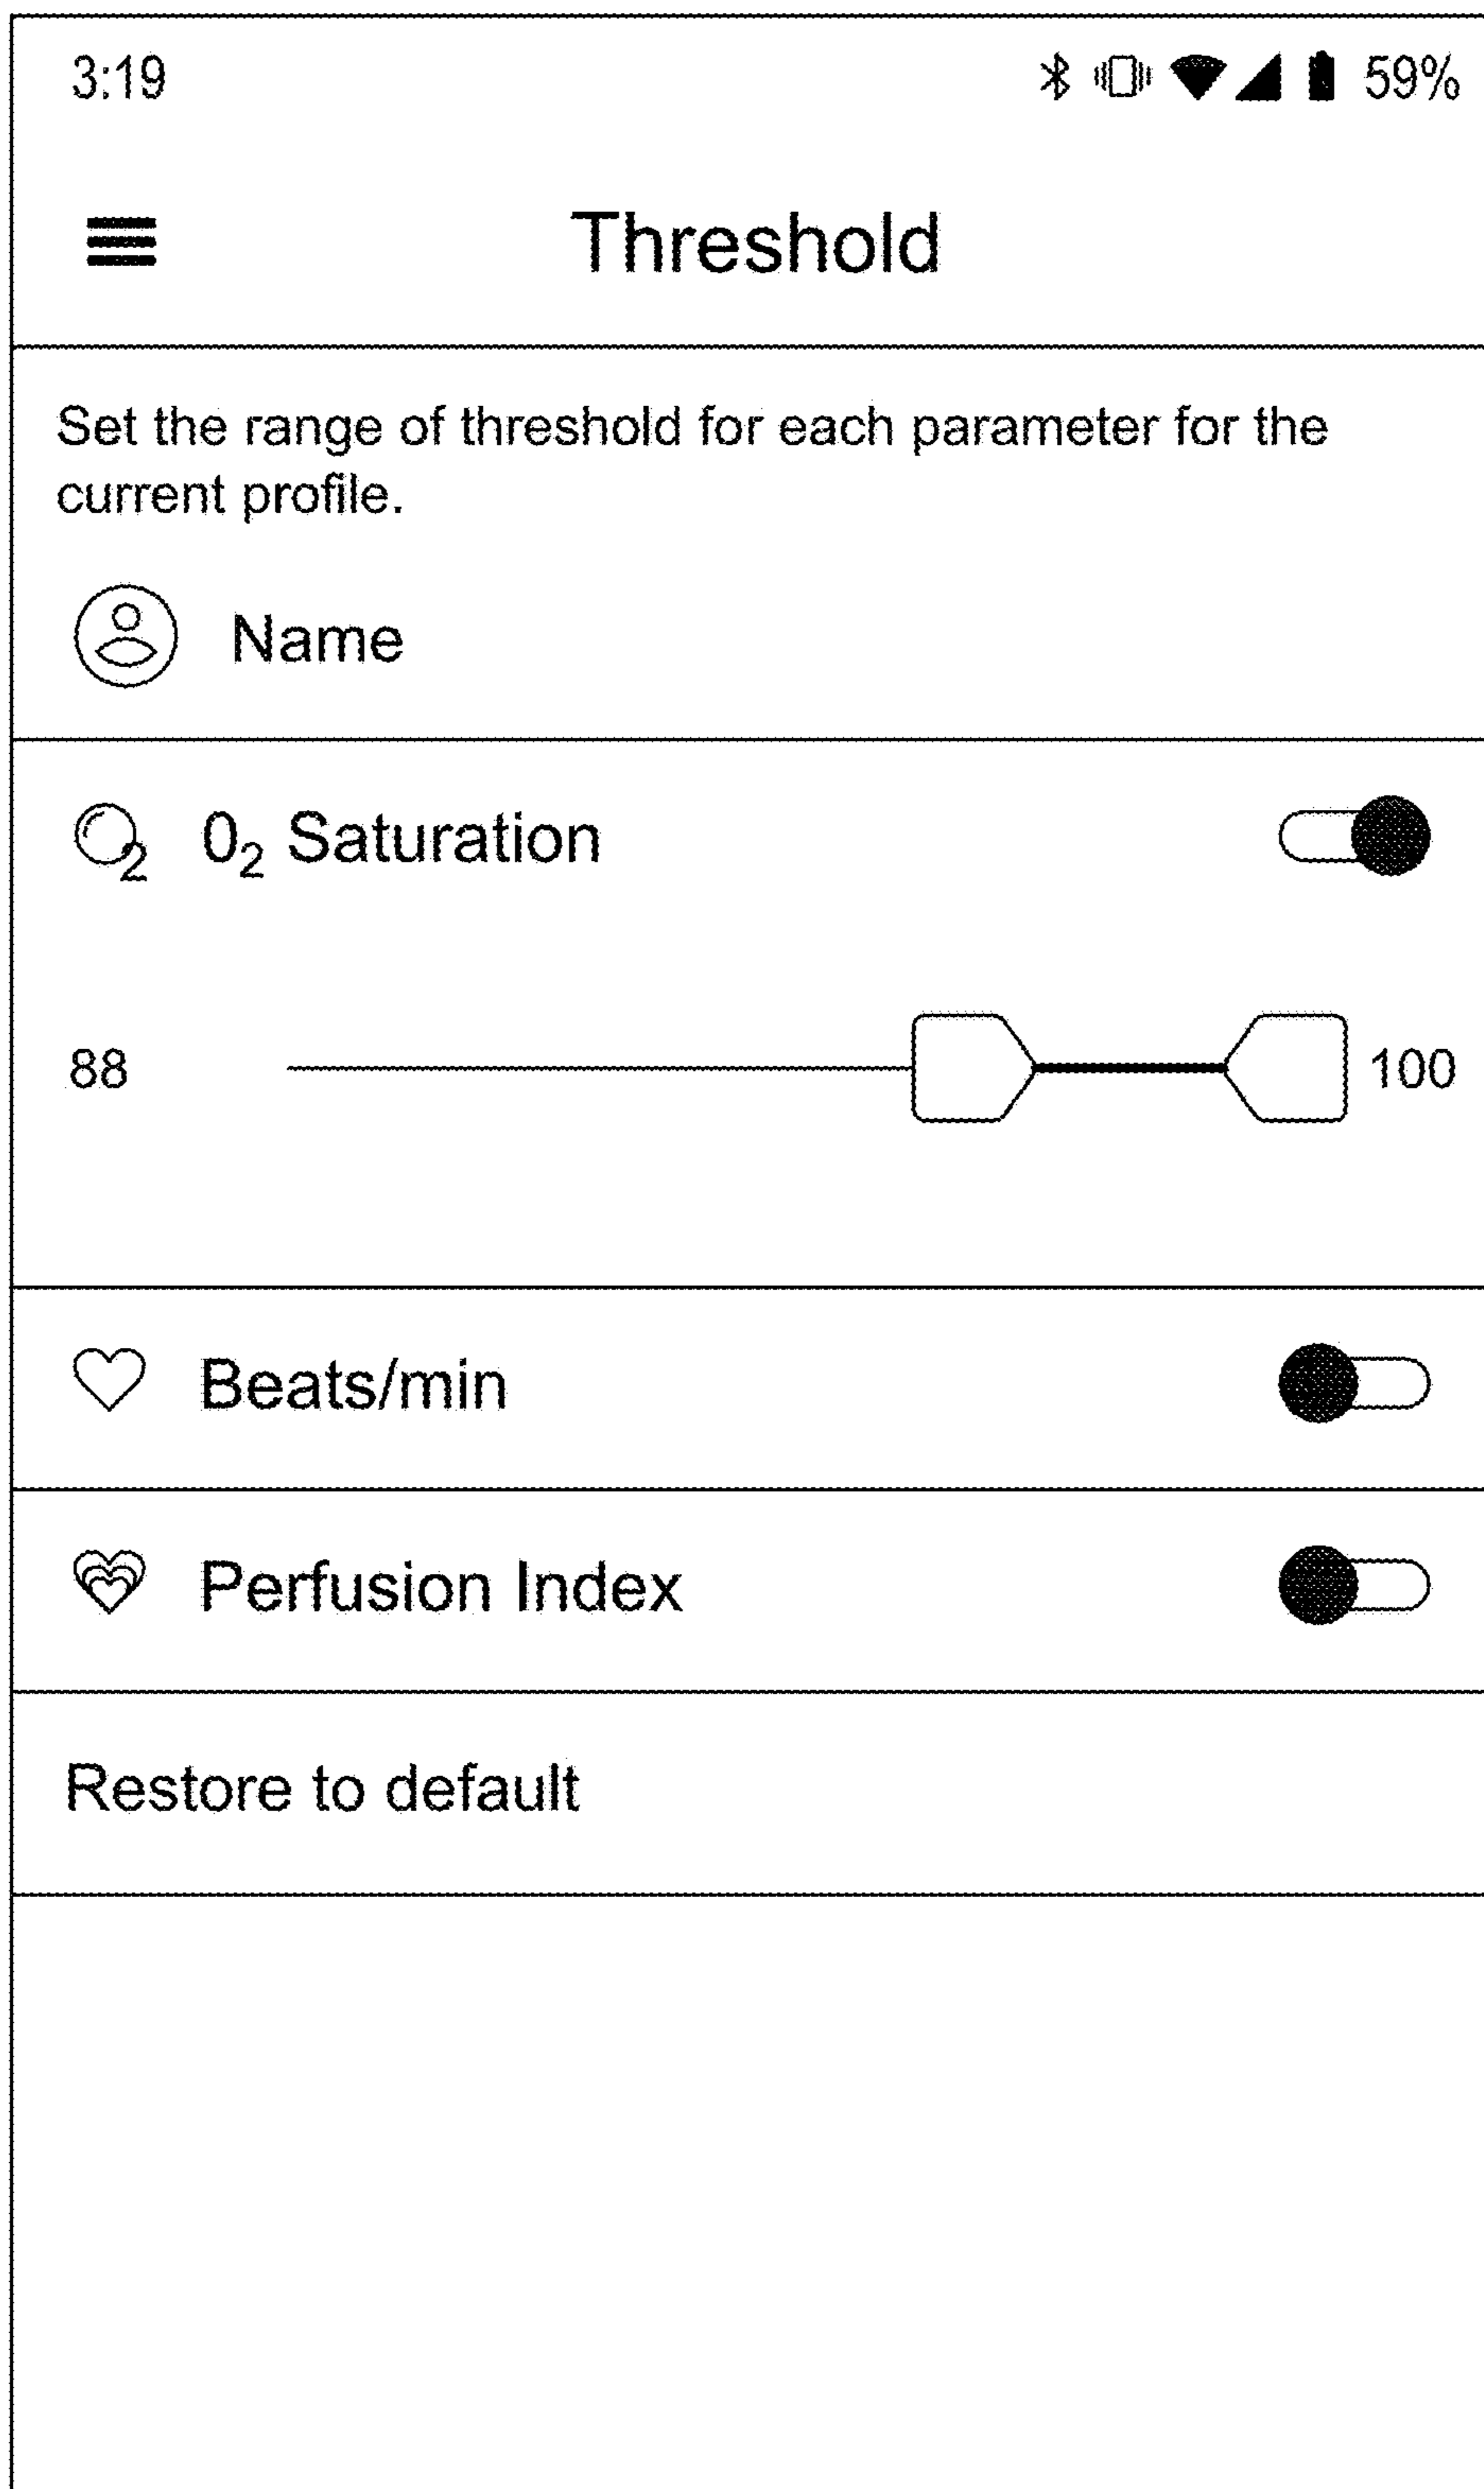 3:19 59%
Threshold
Set the range of threshold for each parameter for the
current profile.
Name
2 0₂ Saturation
88 100
Beats/min
Perfusion Index
Restore to default